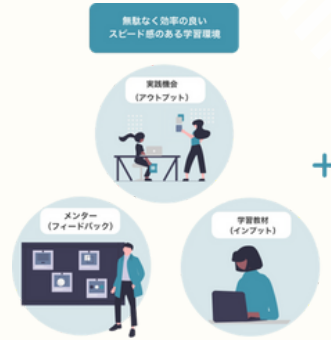 無駄なく効率の良い
スピード感のある学習環境
実践機会
（アウトプット）
メンター
（フィードバック）
学習教材
（インプット）
+